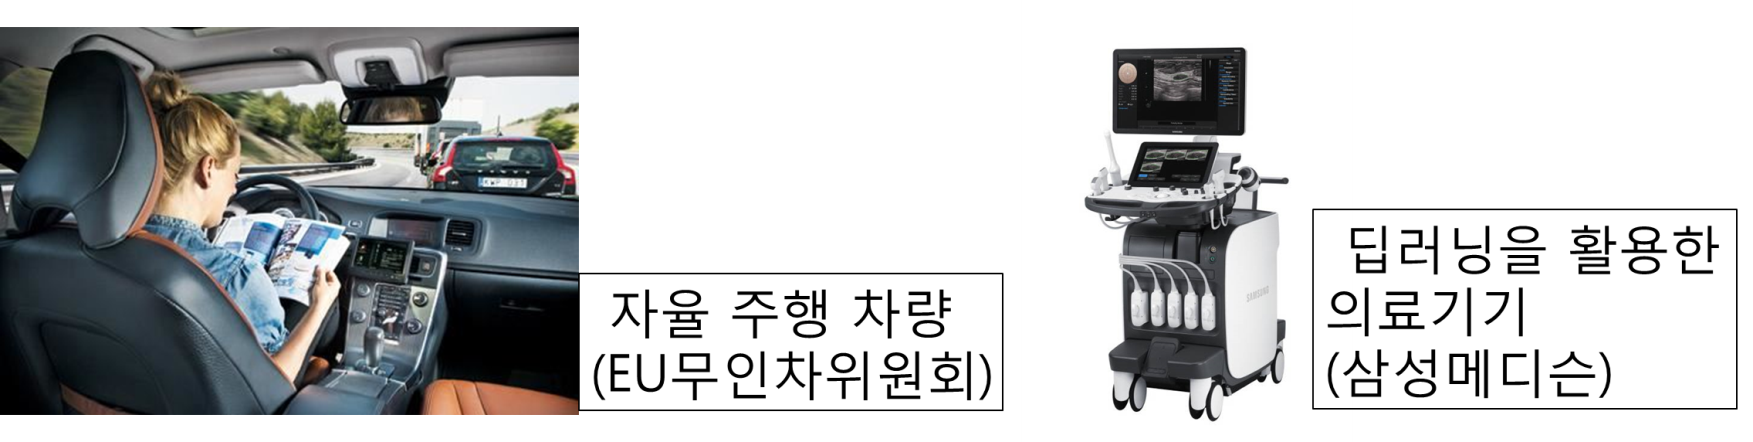 자율 주행 차량
(EU무인차위원회)
SAMSUNG
딥러닝을 활용한
의료기기
(삼성메디슨)